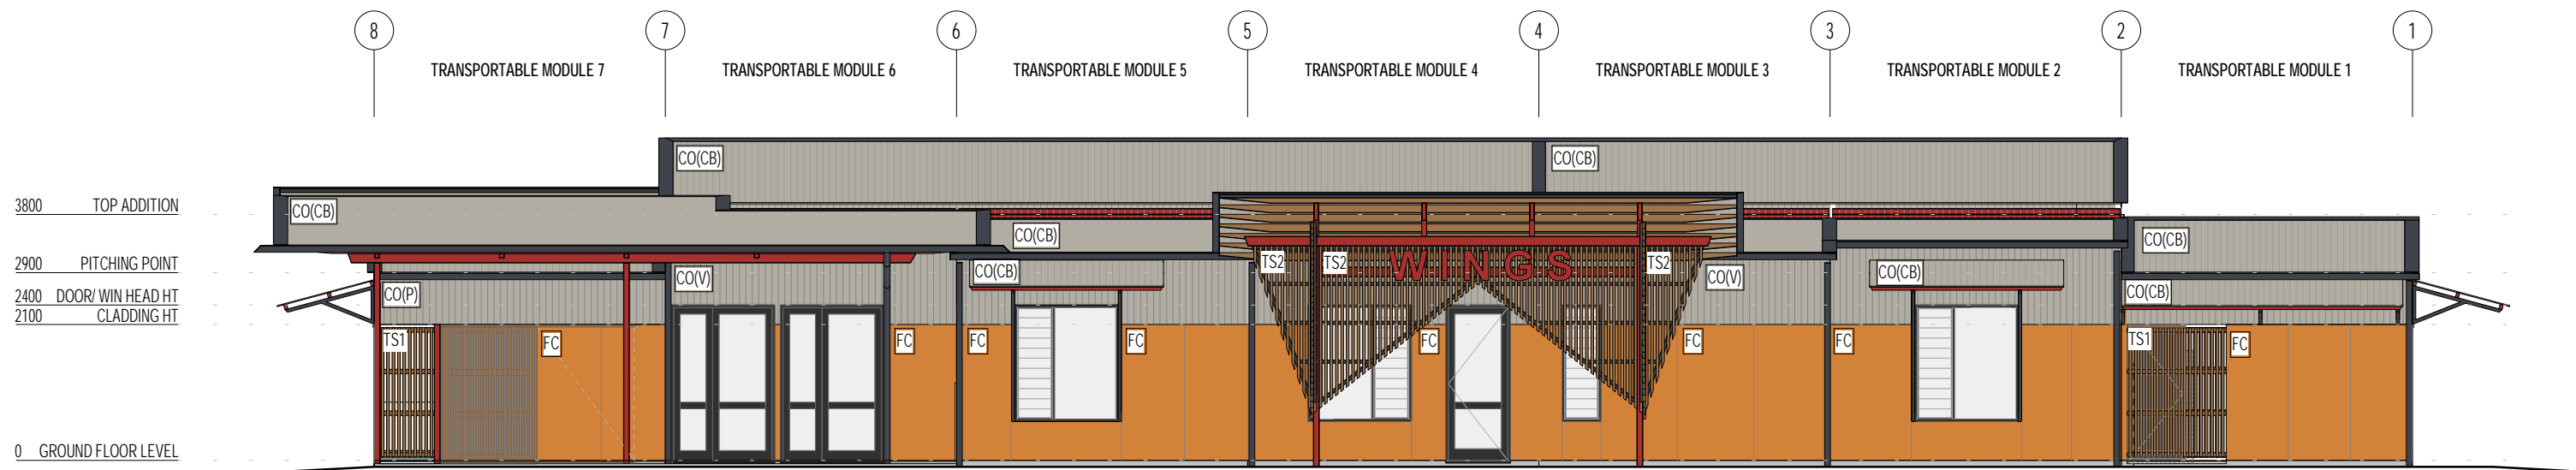 8 7 6 5 4 3 2 1
TRANSPORTABLE MODULE 7 TRANSPORTABLE MODULE 6 TRANSPORTABLE MODULE 5 TRANSPORTABLE MODULE 4 TRANSPORTABLE MODULE 3 TRANSPORTABLE MODULE 2 TRANSPORTABLE MODULE 1
CO(CB) CO(CB)
3800 TOP ADDITION
CO(CB)
CO(CB) CO(CB)
2900 PITCHING POINT
TS2 TS2 WINGS TS2
CO(V) CO(CB) CO(V) CO(CB)
2400 DOOR/ WIN HEAD HT
CO(P) CO(CB)
2100 CLADDING HT
TS1 FC FC FC FC FC FC FC TS1 FC
0 GROUND FLOOR LEVEL